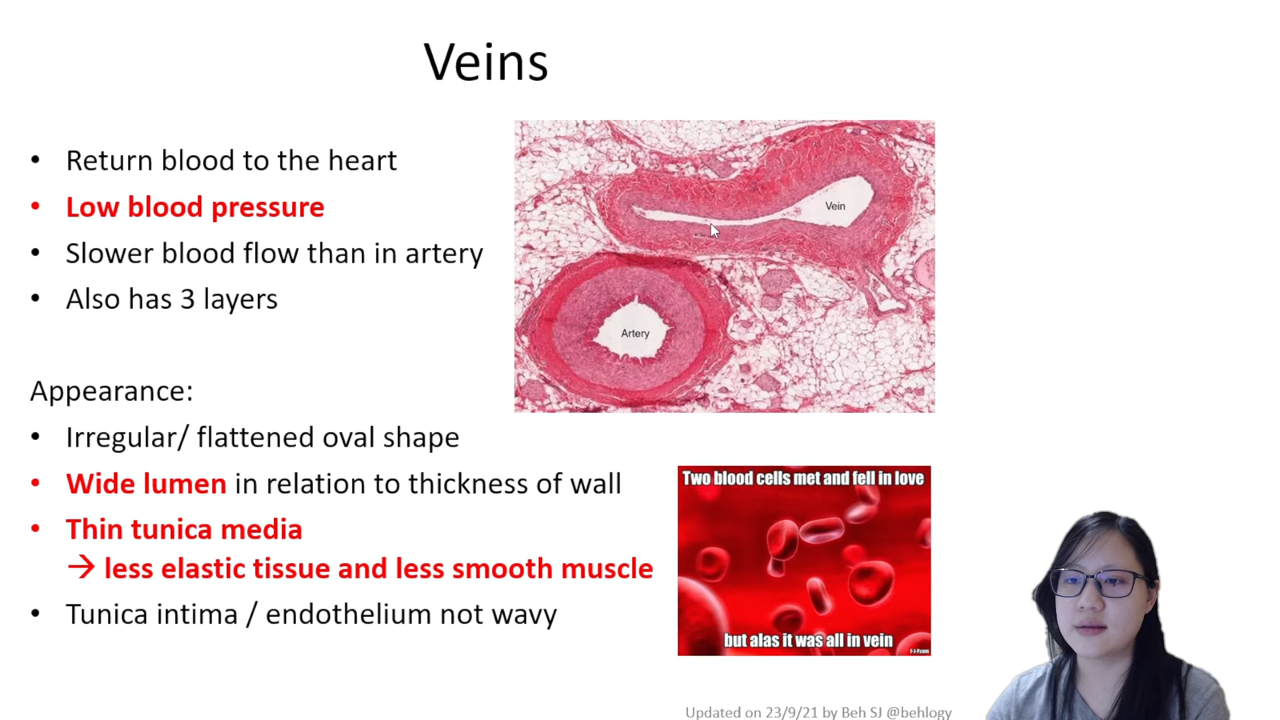 Veins
• Return blood to the heart
• Low blood pressure
• Slower blood flow than in artery
• Also has 3 layers
Appearance:
• Irregular/ flattened oval shape
• Wide lumen in relation to thickness of wall
• Thin tunica media
→ less elastic tissue and less smooth muscle
• Tunica intima / endothelium not wavy
Vein
Artery
Two blood cells met and fell in love
but alas it was all in vein
Updated on 23/9/21 by Beh SJ @behlogy